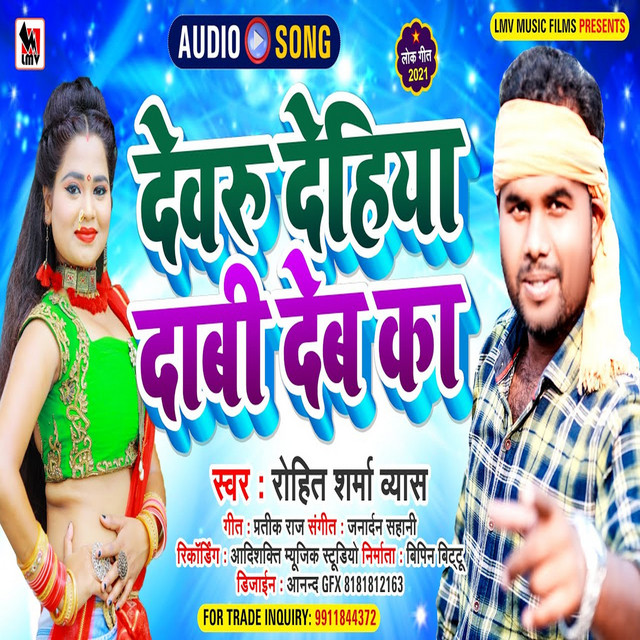 LMV
AUDIO SONG
लोक गीत
2021
LMV MUSIC FILMS PRESENTS
देवरु देहिया
दाबी देब का
स्वर : रोहित शर्मा व्यास
गीत : प्रतीक राज संगीत : जनार्दन सहानी
रिकॉर्डिंग : आदिशक्ति म्यूजिक स्टूडियो निर्माता : बिपिन बिट्टू
डिजाईन : आनन्द GFX 8181812163
FOR TRADE INQUIRY: 9911844372